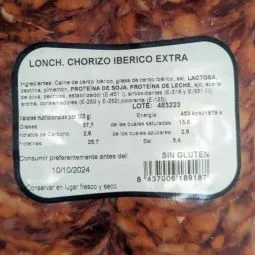 LONCH. CHORIZO IBERICO EXTRA
Ingredientes: Carne de cerdo ibérico, grasa de cerdo ibérico, sal, LACTOSA,
dextrina, pimentón, PROTEINA DE SOJA, PROTEÍNA DE LECHE, ajo, aceite
de oliva, dextrosa, estabilizador (E-451 i), antioxidantes (E-316 y E-331 iii),
aroma, conservadores (E-250 y E-252), colorante (E-120).
LOTE: 483223
Valores nutricionales por 100 g:
Energía:
Grasas: 37,7
de las cuales saturadas: 15,8
Hidratos de Carbono: 2,8
de los cuales azúcares: 2,8
Proteínas: 25,7
Sal: 5,4
Consumir preferentemente antes del:
10/10/2024
SIN GLUTEN
Conservar en lugar fresco y seco
8 437006 189187